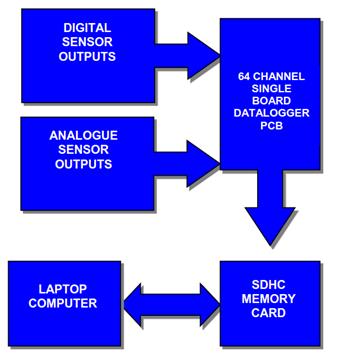 DIGITAL
SENSOR
OUTPUTS
64 CHANNEL
SINGLE
BOARD
DATALOGGER
PCB
ANALOGUE
SENSOR
OUTPUTS
LAPTOP
COMPUTER
SDHC
MEMORY
CARD